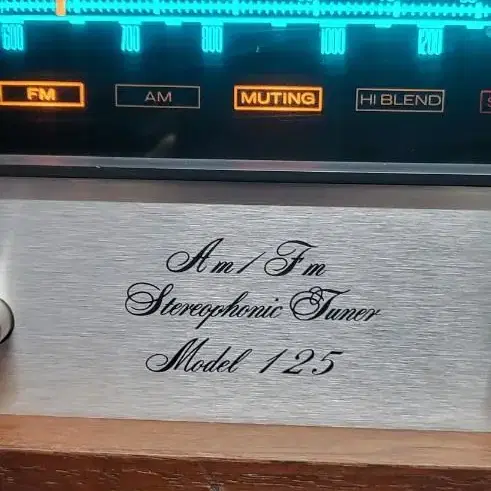 600 700 800 1000 1200
FM AM MUTING HI BLEND
Am/Fm
Stereophonic Tuner
Model 125